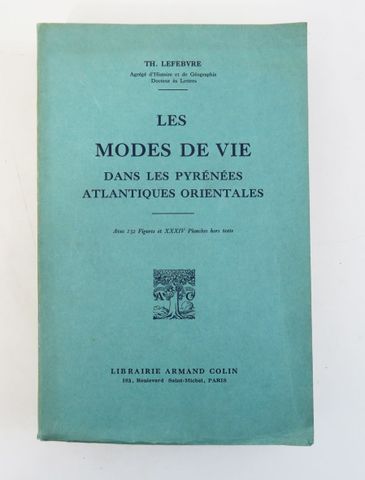 TH. LEFEBVRE
Agrégé d'Histoire et de Géographie
Docteur ès Lettres
LES
MODES DE VIE
DANS LES PYRÉNÉES
ATLANTIQUES ORIENTALES
Avec 152 Figures et XXXIV Planches hors texte
A C
LIBRAIRIE ARMAND COLIN
103, Boulevard Saint-Michel, PARIS